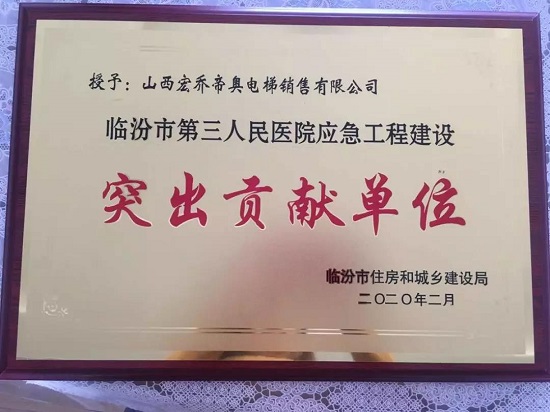 授予：山西宏乔帝奥电梯销售有限公司
临汾市第三人民医院应急工程建设
突出贡献单位
临汾市住房和城乡建设局
二〇二〇年二月